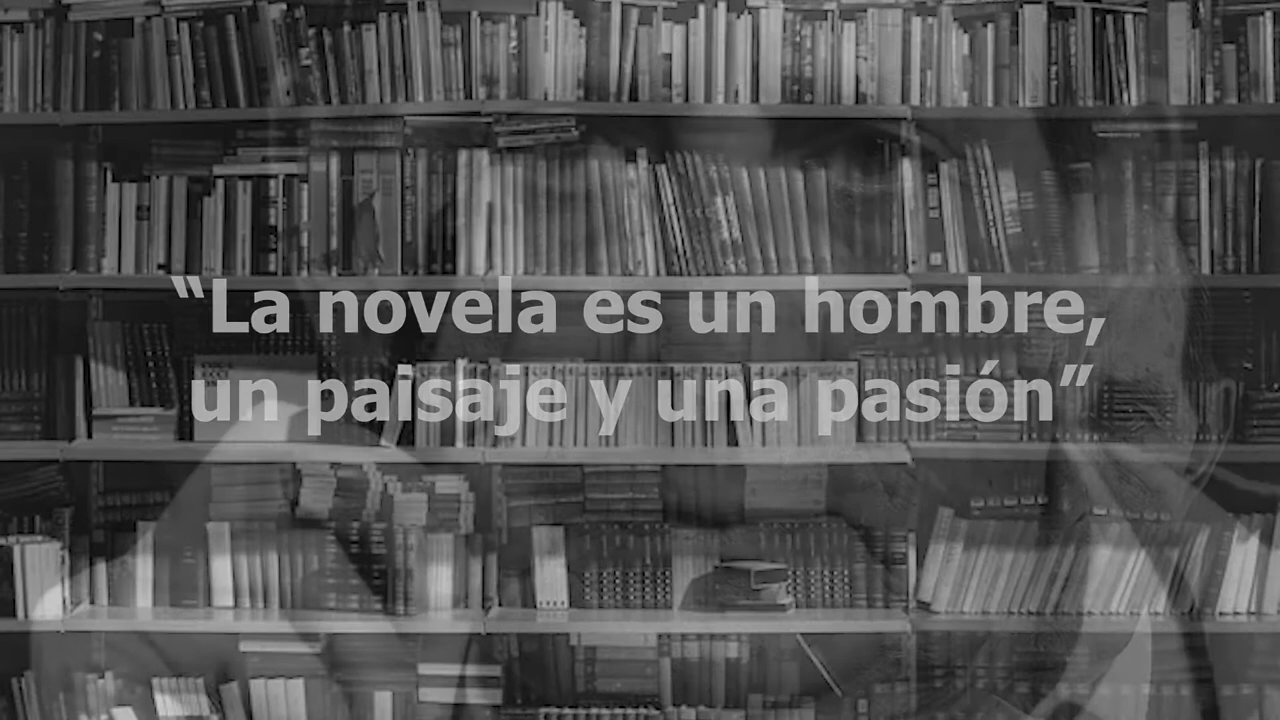 “La novela es un hombre,
un paisaje y una pasión”